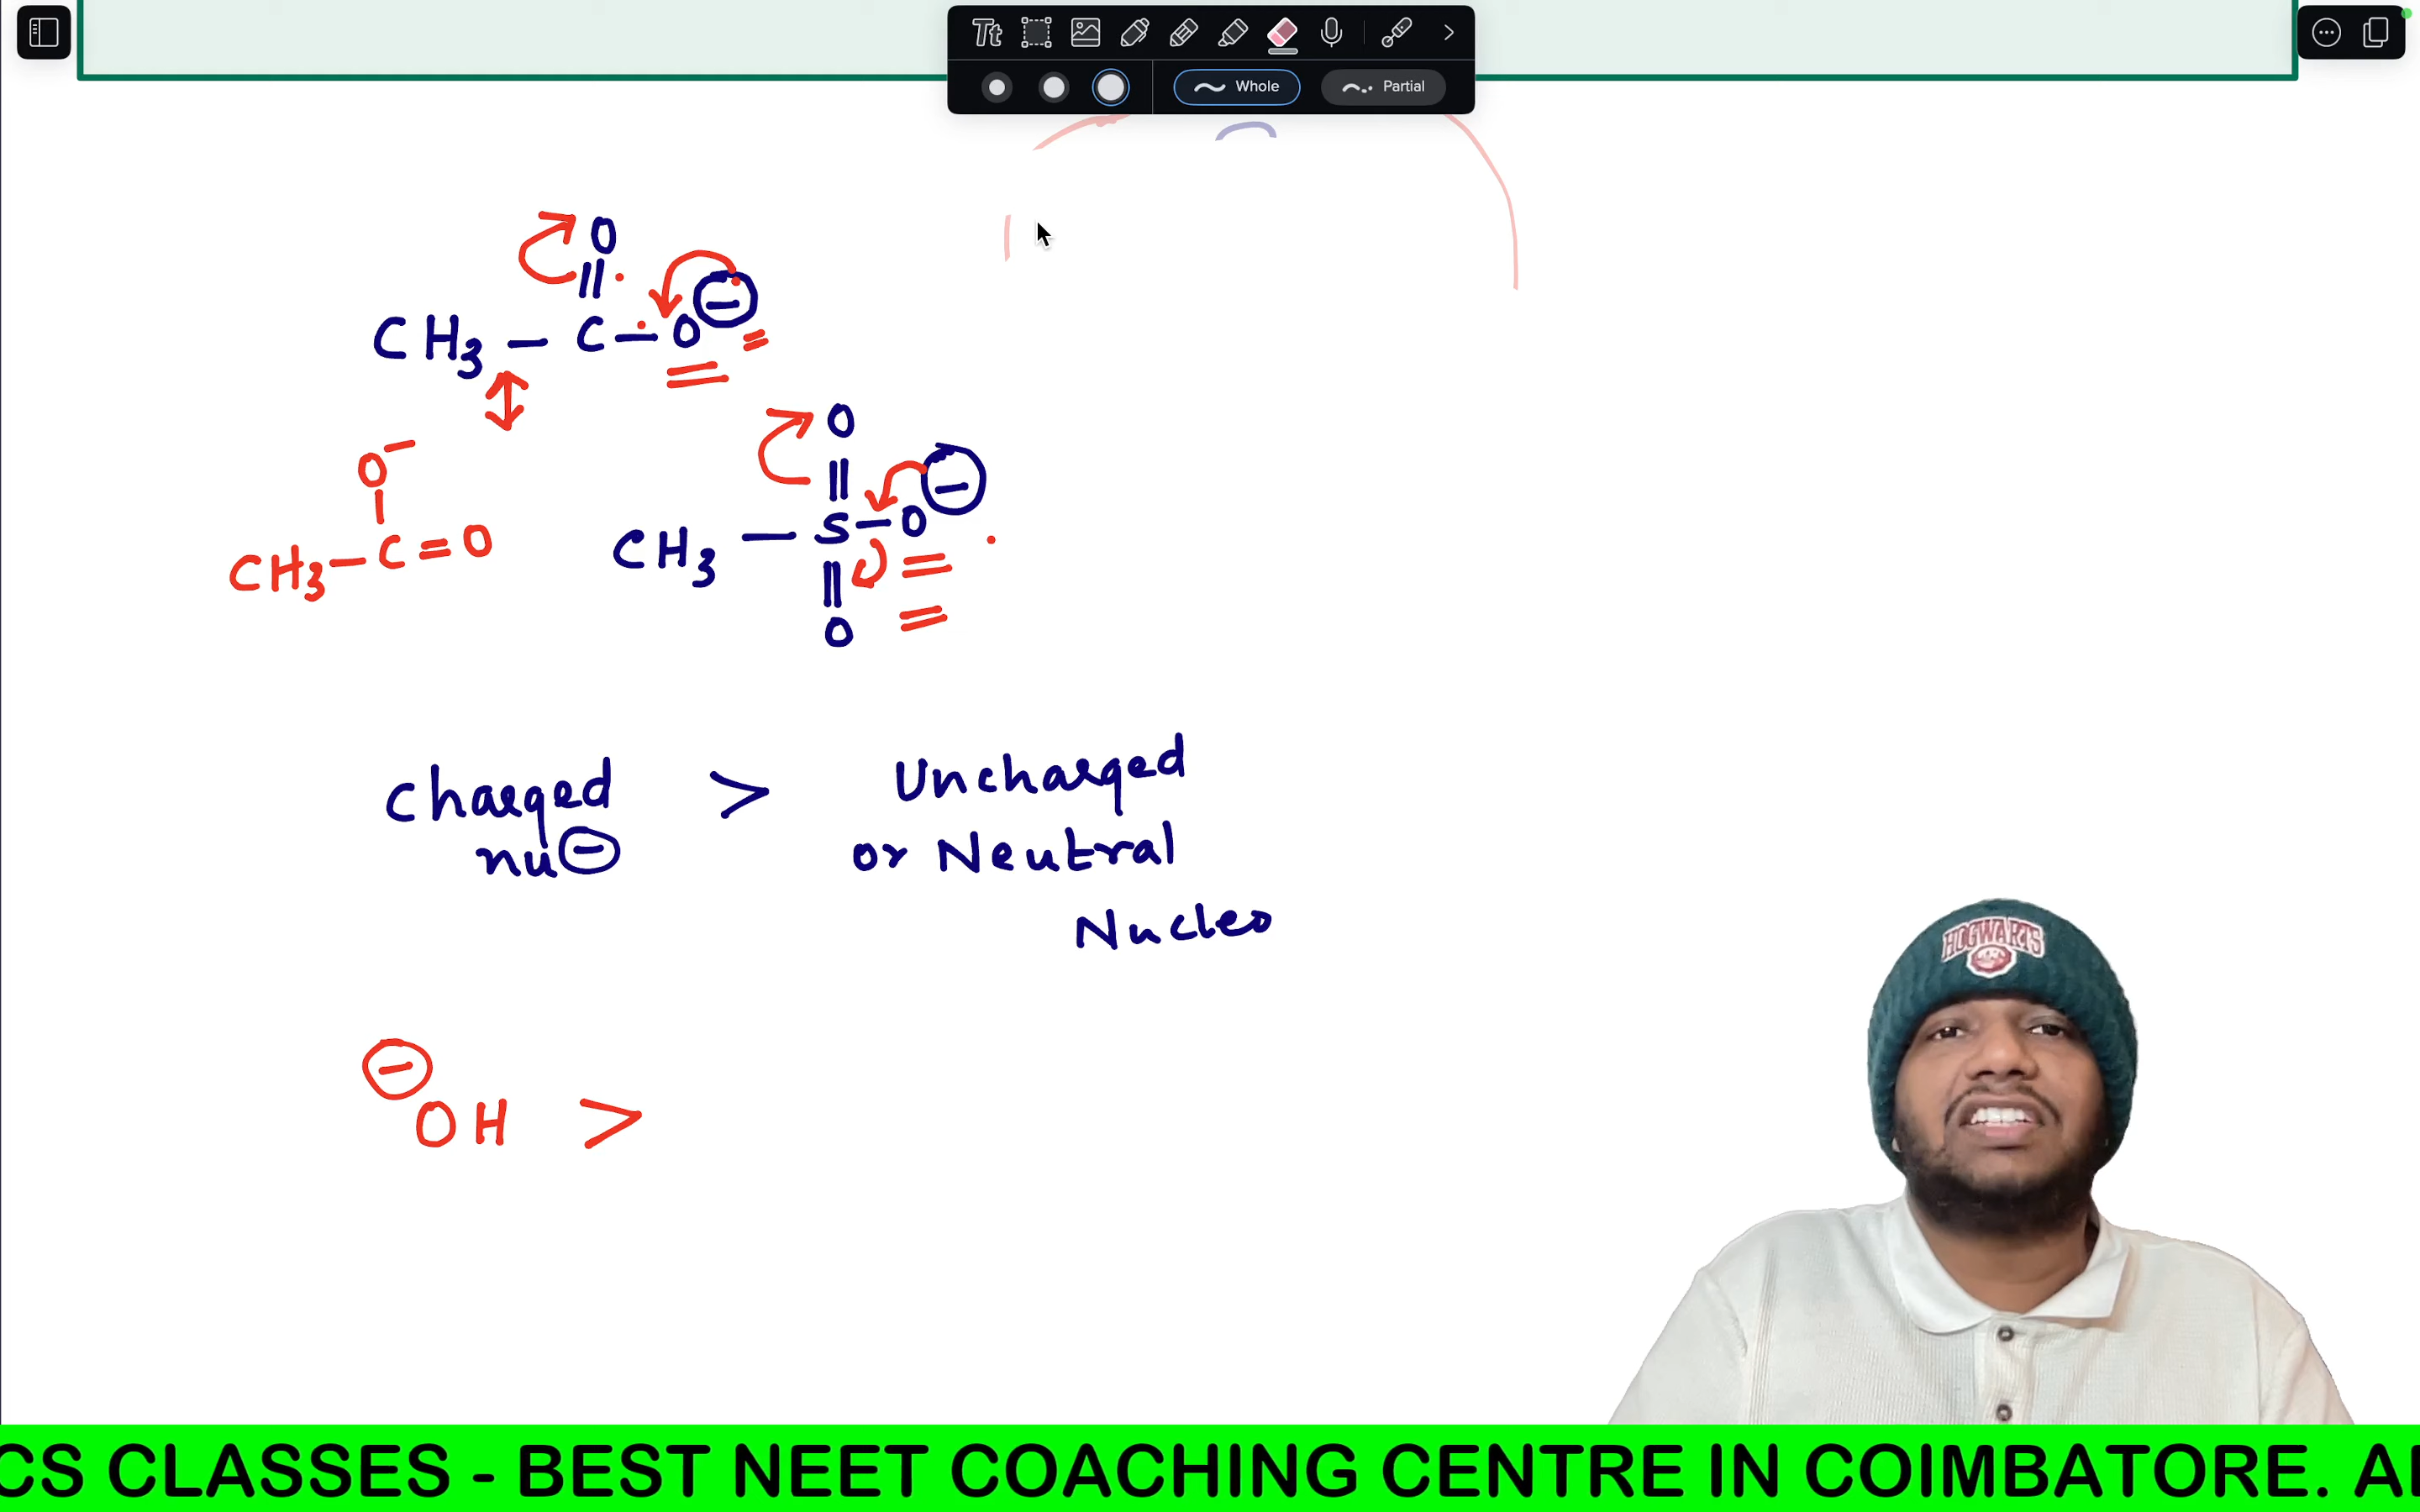 Tt
Whole
Partial
O
||
CH3 – C – O ⊖
O⁻
|
CH3 – C = O
O
||
CH3 – S – O ⊖
||
O
Charged > Uncharged
nu⊖ or Neutral
Nucleo
⊖
OH >
HOGWARTS
CS CLASSES - BEST NEET COACHING CENTRE IN COIMBATORE. A